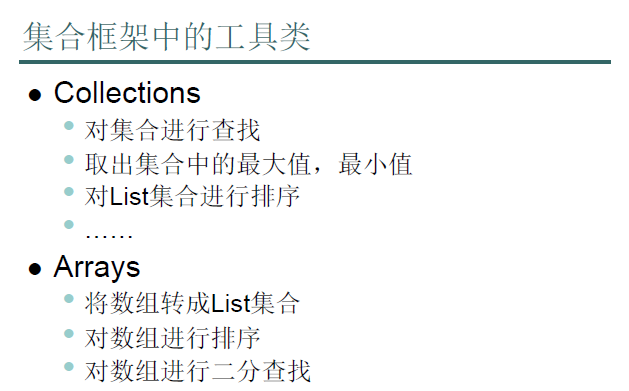 集合框架中的工具类
Collections
对集合进行查找
取出集合中的最大值，最小值
对List集合进行排序
……
Arrays
将数组转成List集合
对数组进行排序
对数组进行二分查找